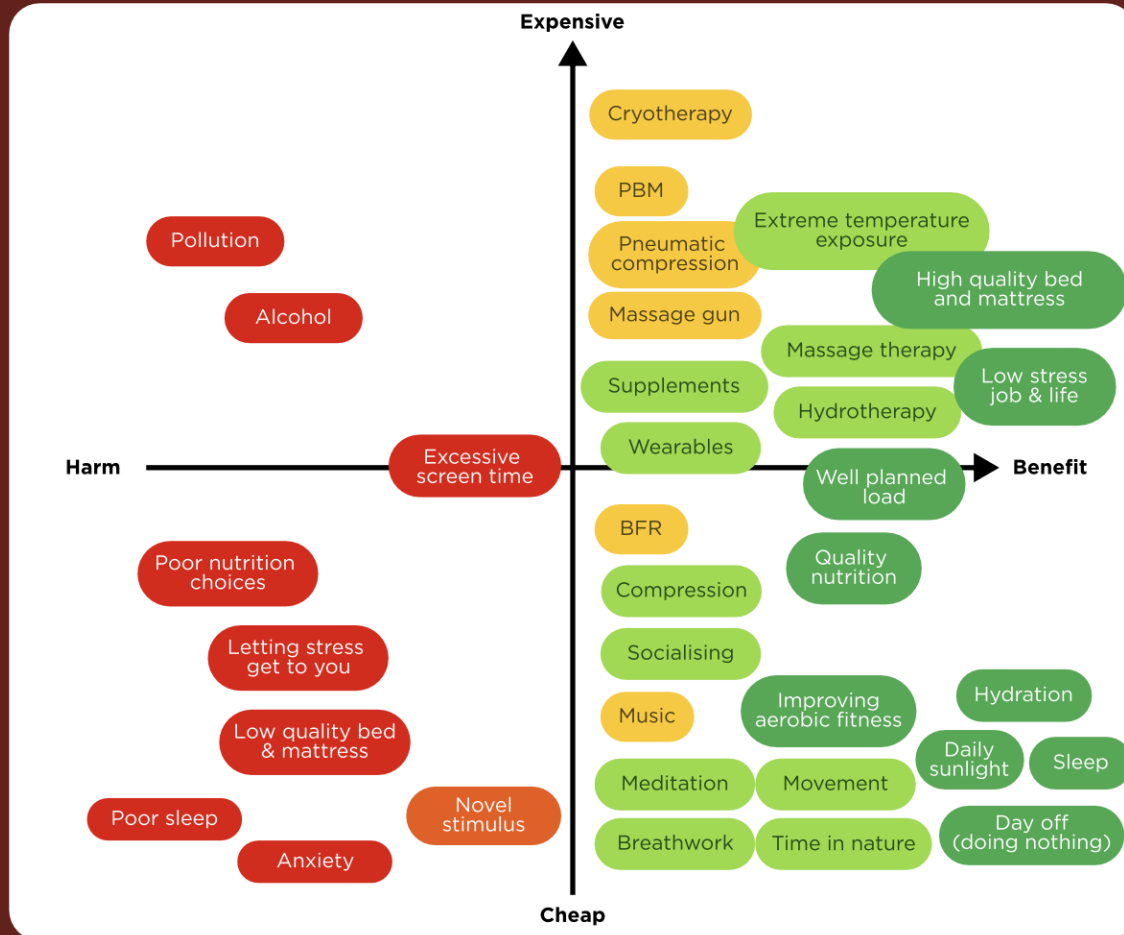 Expensive
Cryotherapy
PBM
Pollution
Extreme temperature
exposure
Pneumatic
compression
High quality bed
and mattress
Alcohol
Massage gun
Massage therapy
Supplements
Low stress
job & life
Hydrotherapy
Wearables
Harm
Excessive
screen time
Benefit
Well planned
load
BFR
Poor nutrition
choices
Quality
nutrition
Compression
Letting stress
get to you
Socialising
Hydration
Improving
aerobic fitness
Music
Low quality bed
& mattress
Daily
sunlight
Sleep
Meditation
Movement
Poor sleep
Novel
stimulus
Day off
(doing nothing)
Breathwork
Time in nature
Anxiety
Cheap